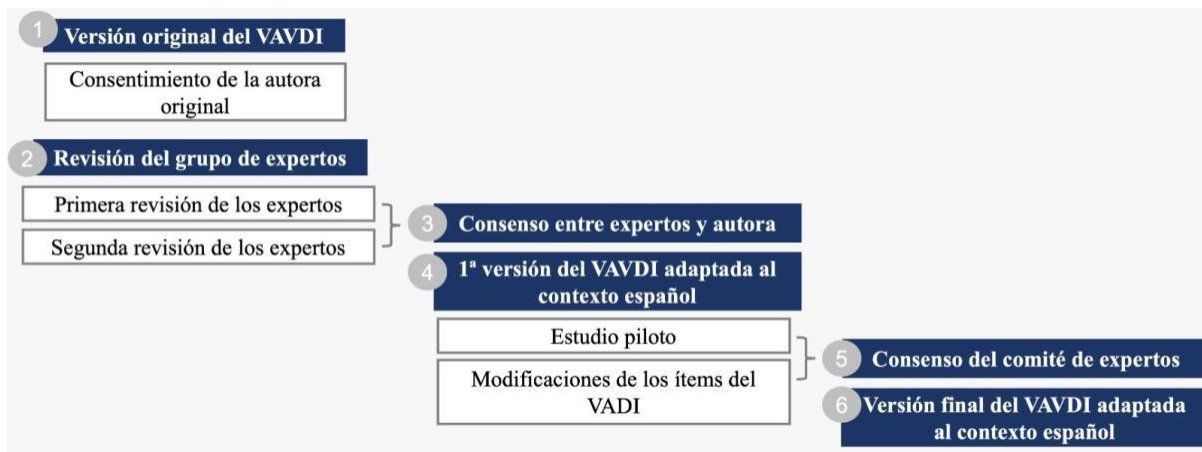 1
Versión original del VAVDI
Consentimiento de la autora
original
2
Revisión del grupo de expertos
Primera revisión de los expertos
Segunda revisión de los expertos
3
Consenso entre expertos y autora
4
1ª versión del VAVDI adaptada al
contexto español
Estudio piloto
Modificaciones de los ítems del
VADI
5
Consenso del comité de expertos
6
Versión final del VAVDI adaptada
al contexto español